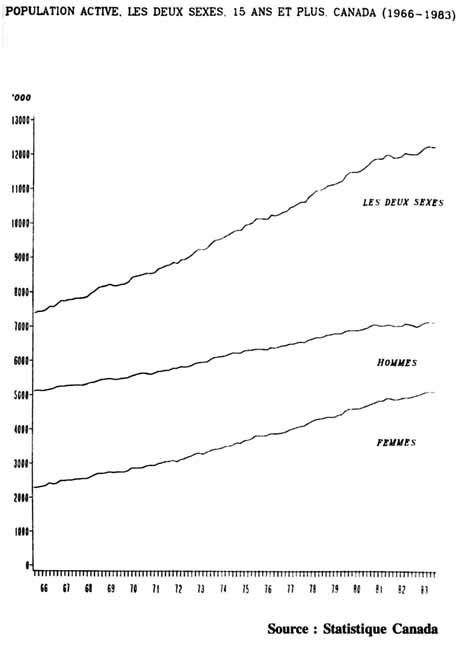 POPULATION ACTIVE, LES DEUX SEXES, 15 ANS ET PLUS, CANADA (1966-1983)
'000
13000
12000
11000
10000
9000
8000
7000
6000
5000
4000
3000
2000
1000
0
LES DEUX SEXES
HOMMES
FEMMES
66 67 68 69 70 71 72 73 74 75 76 77 78 79 80 81 82 83
Source : Statistique Canada